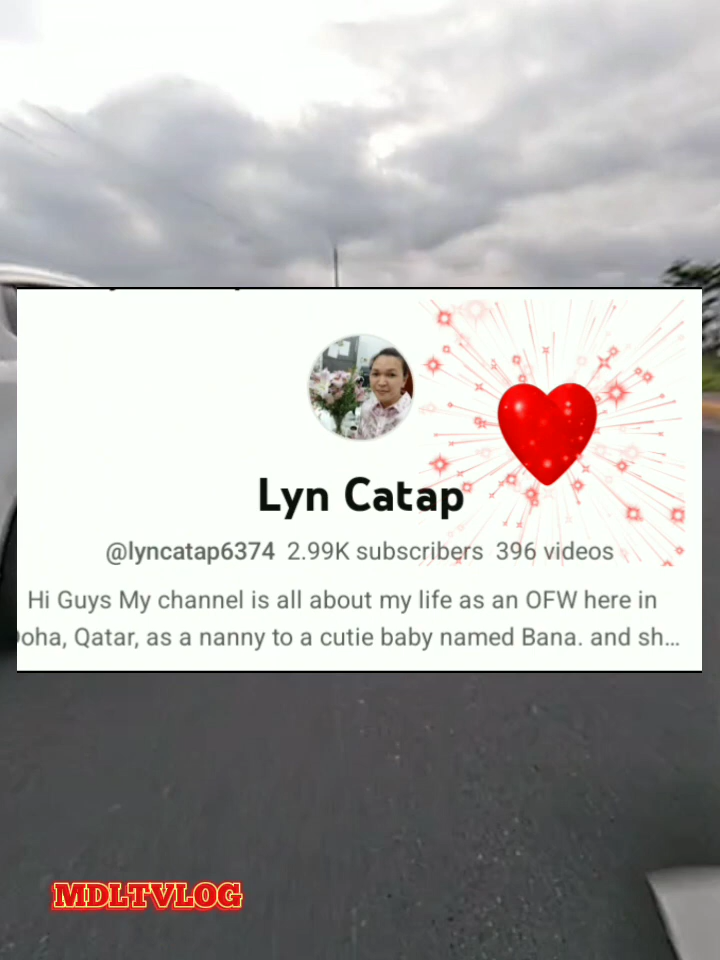 Lyn Catap
@lyncatap6374 2.99K subscribers 396 videos
Hi Guys My channel is all about my life as an OFW here in
oha, Qatar, as a nanny to a cutie baby named Bana. and sh...
MDLTVLOG